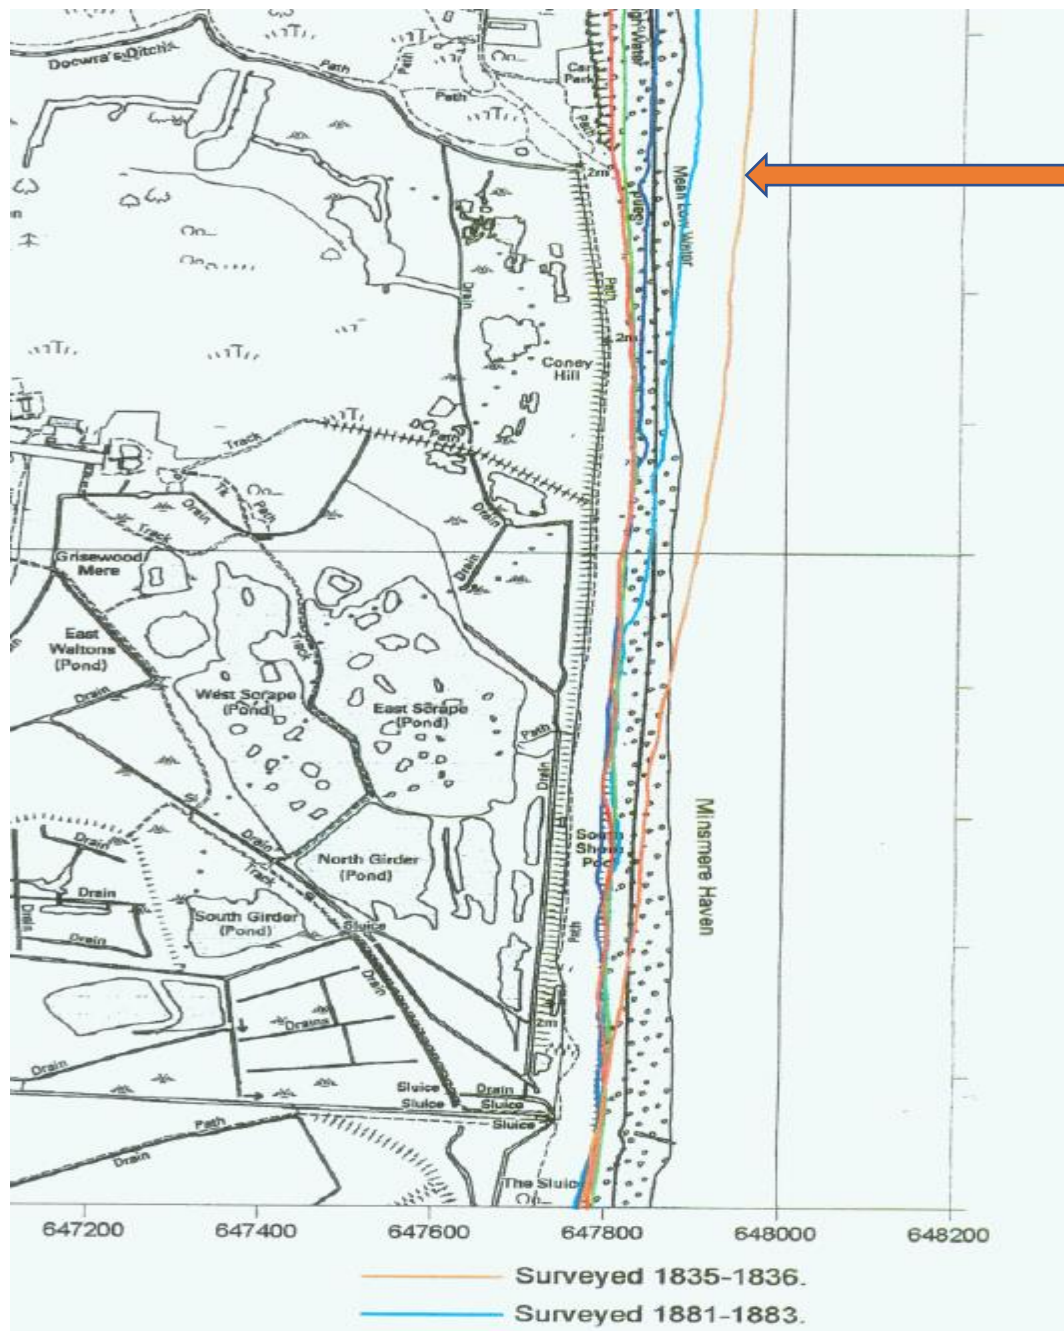 Docwra's Ditch
Path
Path
Path
Car
Park
Path
High Water
2m
Sand
Mean Low Water
Drain
Path
2m
Coney
Hill
Path
Track
Drain
Track
Path
Drain
Drain
Grisewood
Mere
East
Waltons
(Pond)
Track
West Scrape
(Pond)
East Scrape
(Pond)
Drain
Path
Drain
Minsmere Haven
South
Shore
Pool
Drain
North Girder
(Pond)
Track
Drain
Drain
Drain
South Girder
(Pond)
Sluice
Path
Drain
Drain
Drains
2m
Drain
Sluice
Drain
Sluice
Sluice
Sluice
Path
Drain
The Sluice
647200
647400
647600
647800
648000
648200
Surveyed 1835-1836.
Surveyed 1881-1883.